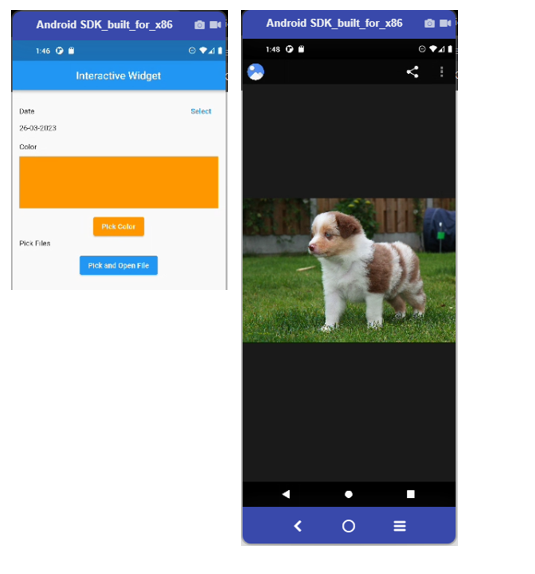 Android SDK_built_for_x86
1:46
Interactive Widget
Date
Select
26-03-2023
Color
Pick Color
Pick Files
Pick and Open File
Android SDK_built_for_x86
1:48